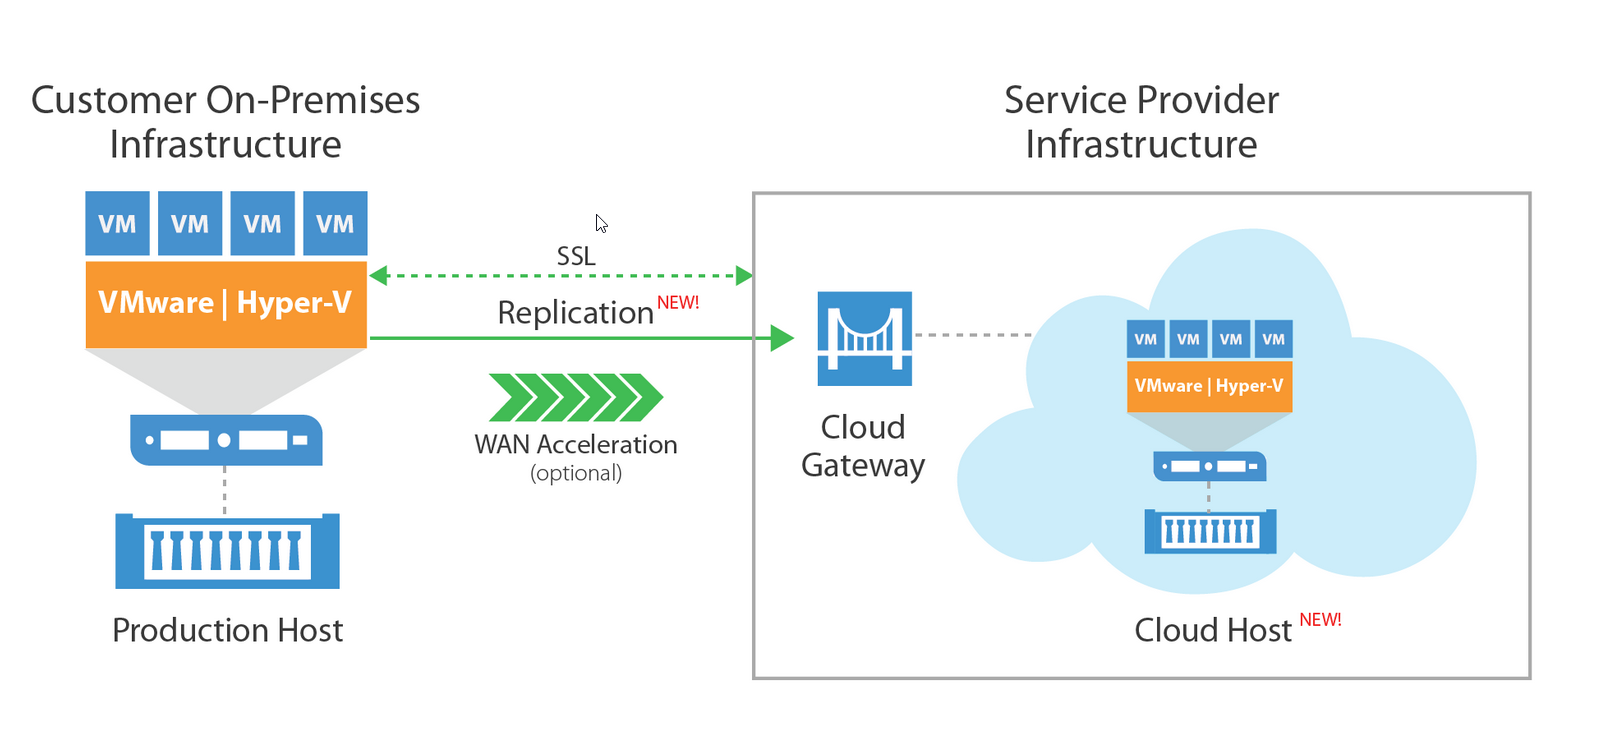 Customer On-Premises
Infrastructure
VM VM VM VM
VMware | Hyper-V
Production Host
SSL
Replication NEW!
WAN Acceleration
(optional)
Service Provider
Infrastructure
Cloud
Gateway
VM VM VM VM
VMware | Hyper-V
Cloud Host NEW!